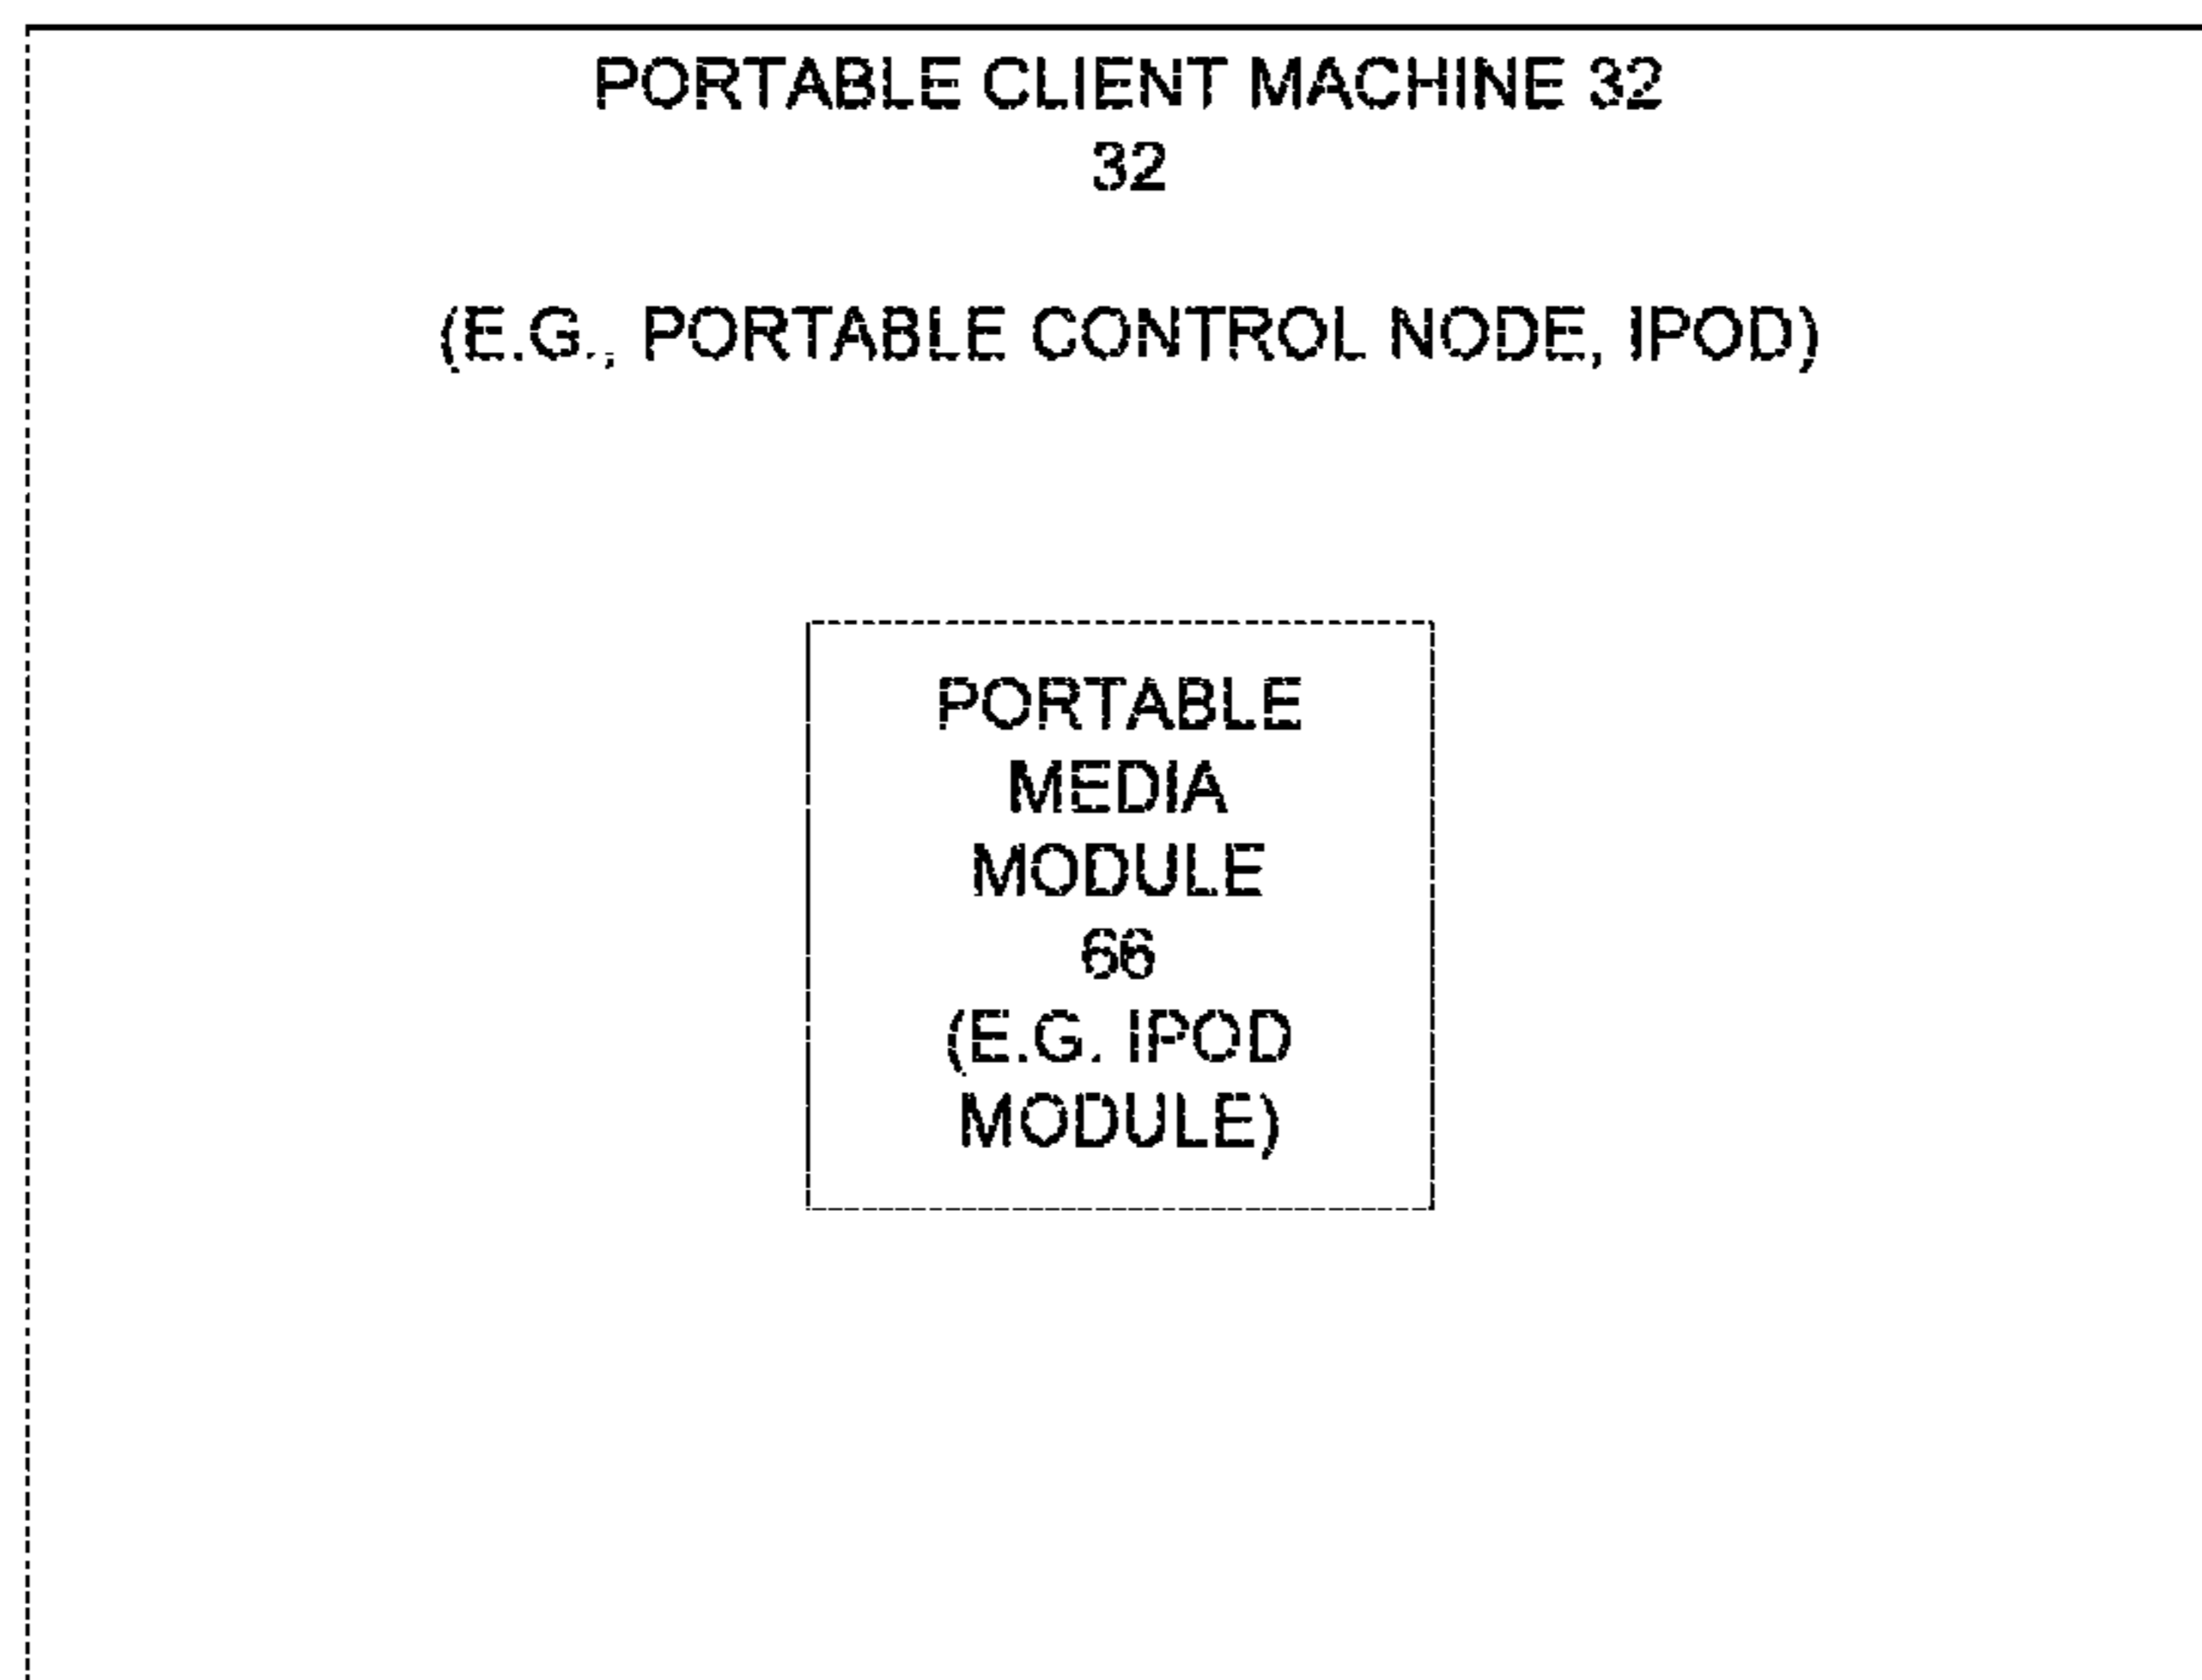 PORTABLE CLIENT MACHINE 32
32
(E.G., PORTABLE CONTROL NODE, IPOD)
PORTABLE
MEDIA
MODULE
66
(E.G. IPOD
MODULE)